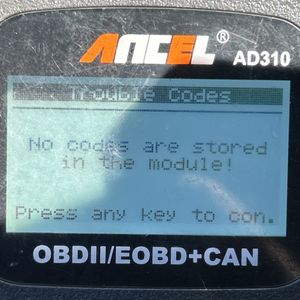 ANCEL®
AD310
Trouble Codes
No codes are stored
in the module!
Press any key to con.
OBDII/EOBD+CAN